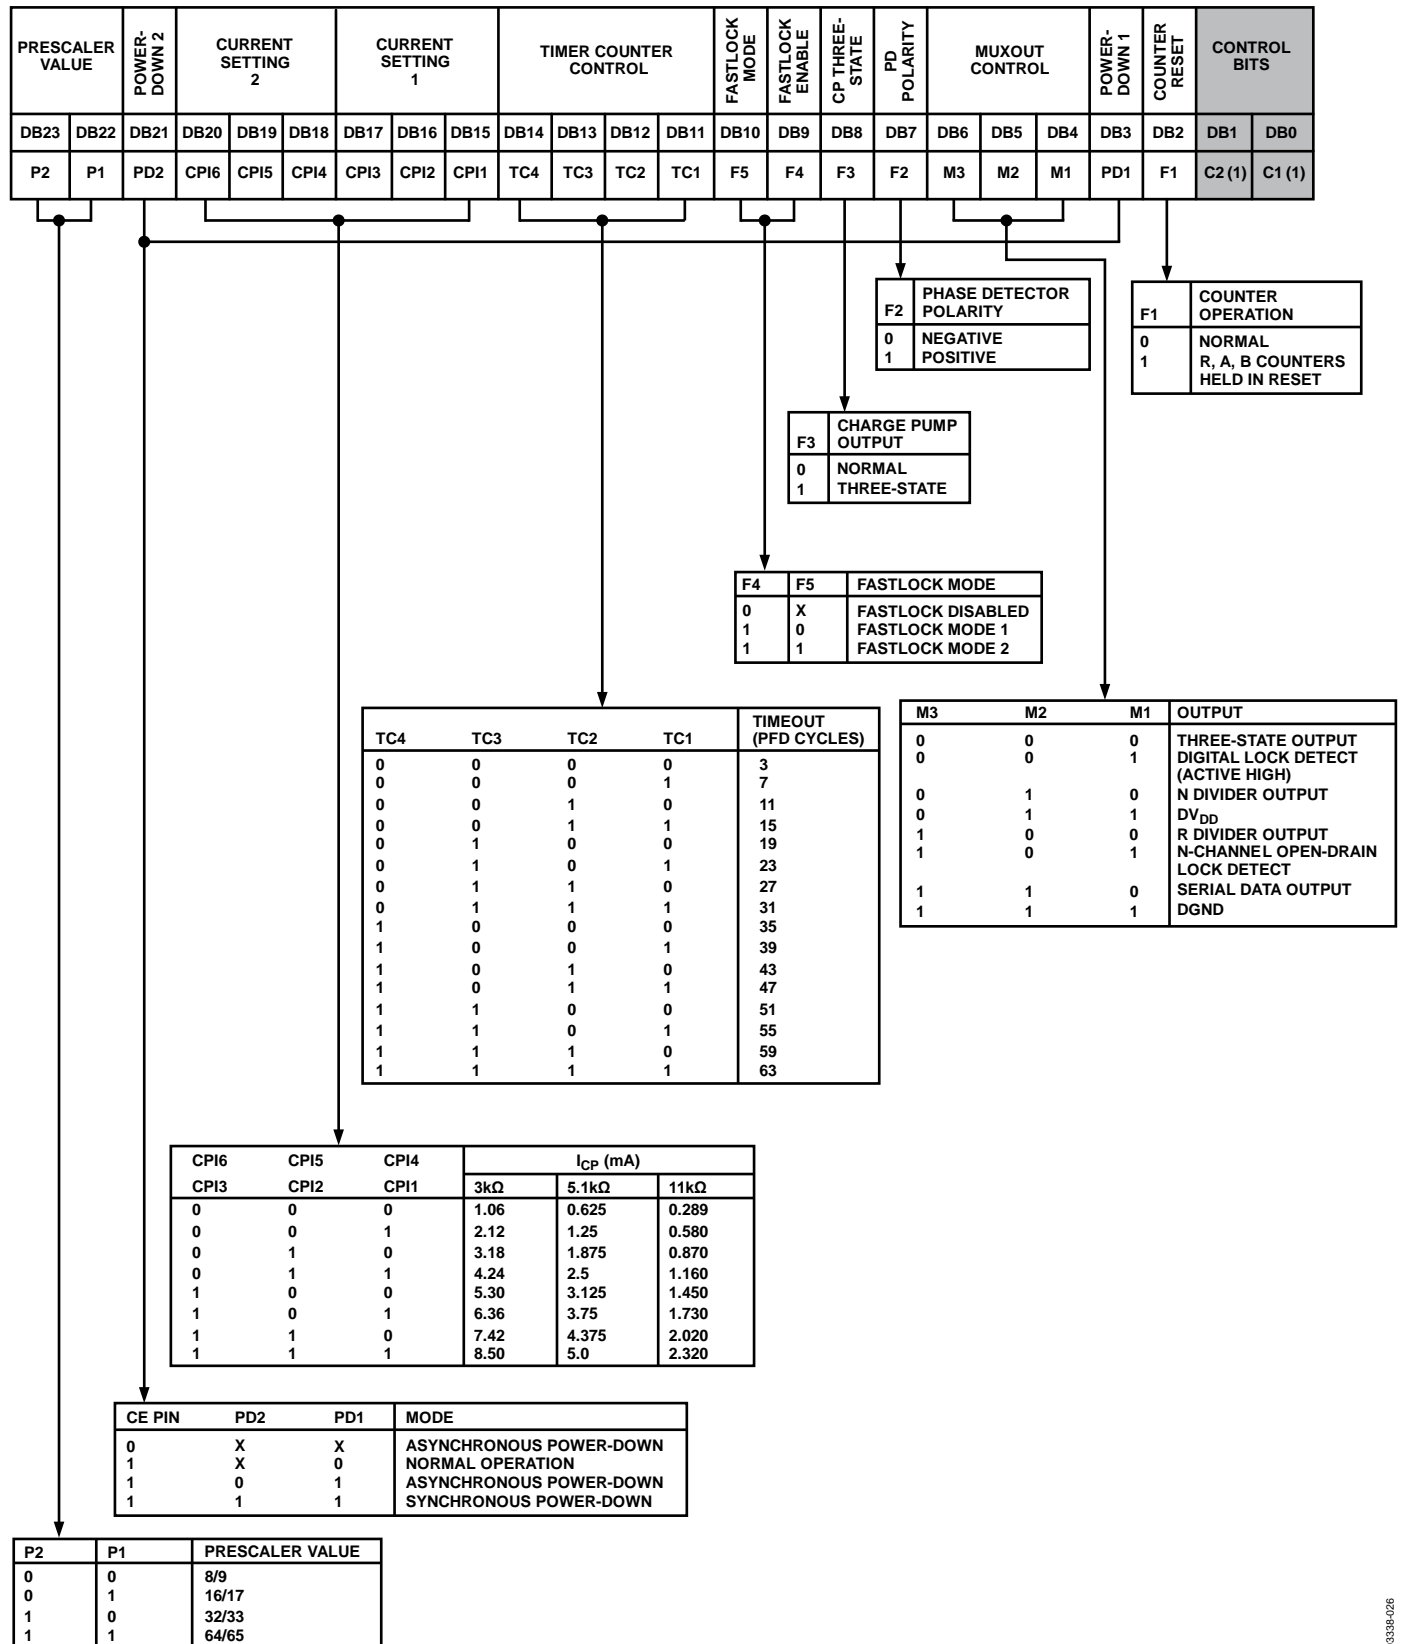 PRESCALER VALUE
POWER-DOWN 2
CURRENT SETTING 2
CURRENT SETTING 1
TIMER COUNTER CONTROL
FASTLOCK MODE
FASTLOCK ENABLE
CP THREE-STATE
PD POLARITY
MUXOUT CONTROL
POWER-DOWN 1
COUNTER RESET
CONTROL BITS
DB23 DB22 DB21 DB20 DB19 DB18 DB17 DB16 DB15 DB14 DB13 DB12 DB11 DB10 DB9 DB8 DB7 DB6 DB5 DB4 DB3 DB2 DB1 DB0
P2 P1 PD2 CPI6 CPI5 CPI4 CPI3 CPI2 CPI1 TC4 TC3 TC2 TC1 F5 F4 F3 F2 M3 M2 M1 PD1 F1 C2 (1) C1 (1)
F2 PHASE DETECTOR POLARITY
0 NEGATIVE
1 POSITIVE
F1 COUNTER OPERATION
0 NORMAL
1 R, A, B COUNTERS
HELD IN RESET
F3 CHARGE PUMP OUTPUT
0 NORMAL
1 THREE-STATE
F4 F5 FASTLOCK MODE
0 X FASTLOCK DISABLED
1 0 FASTLOCK MODE 1
1 1 FASTLOCK MODE 2
TC4 TC3 TC2 TC1 TIMEOUT (PFD CYCLES)
0 0 0 0 3
0 0 0 1 7
0 0 1 0 11
0 0 1 1 15
0 1 0 0 19
0 1 0 1 23
0 1 1 0 27
0 1 1 1 31
1 0 0 0 35
1 0 0 1 39
1 0 1 0 43
1 0 1 1 47
1 1 0 0 51
1 1 0 1 55
1 1 1 0 59
1 1 1 1 63
M3 M2 M1 OUTPUT
0 0 0 THREE-STATE OUTPUT
0 0 1 DIGITAL LOCK DETECT
(ACTIVE HIGH)
0 1 0 N DIVIDER OUTPUT
0 1 1 DVDD
1 0 0 R DIVIDER OUTPUT
1 0 1 N-CHANNEL OPEN-DRAIN
LOCK DETECT
1 1 0 SERIAL DATA OUTPUT
1 1 1 DGND
CPI6 CPI5 CPI4 ICP (mA)
CPI3 CPI2 CPI1 3kΩ 5.1kΩ 11kΩ
0 0 0 1.06 0.625 0.289
0 0 1 2.12 1.25 0.580
0 1 0 3.18 1.875 0.870
0 1 1 4.24 2.5 1.160
1 0 0 5.30 3.125 1.450
1 0 1 6.36 3.75 1.730
1 1 0 7.42 4.375 2.020
1 1 1 8.50 5.0 2.320
CE PIN PD2 PD1 MODE
0 X X ASYNCHRONOUS POWER-DOWN
1 X 0 NORMAL OPERATION
1 0 1 ASYNCHRONOUS POWER-DOWN
1 1 1 SYNCHRONOUS POWER-DOWN
P2 P1 PRESCALER VALUE
0 0 8/9
0 1 16/17
1 0 32/33
1 1 64/65